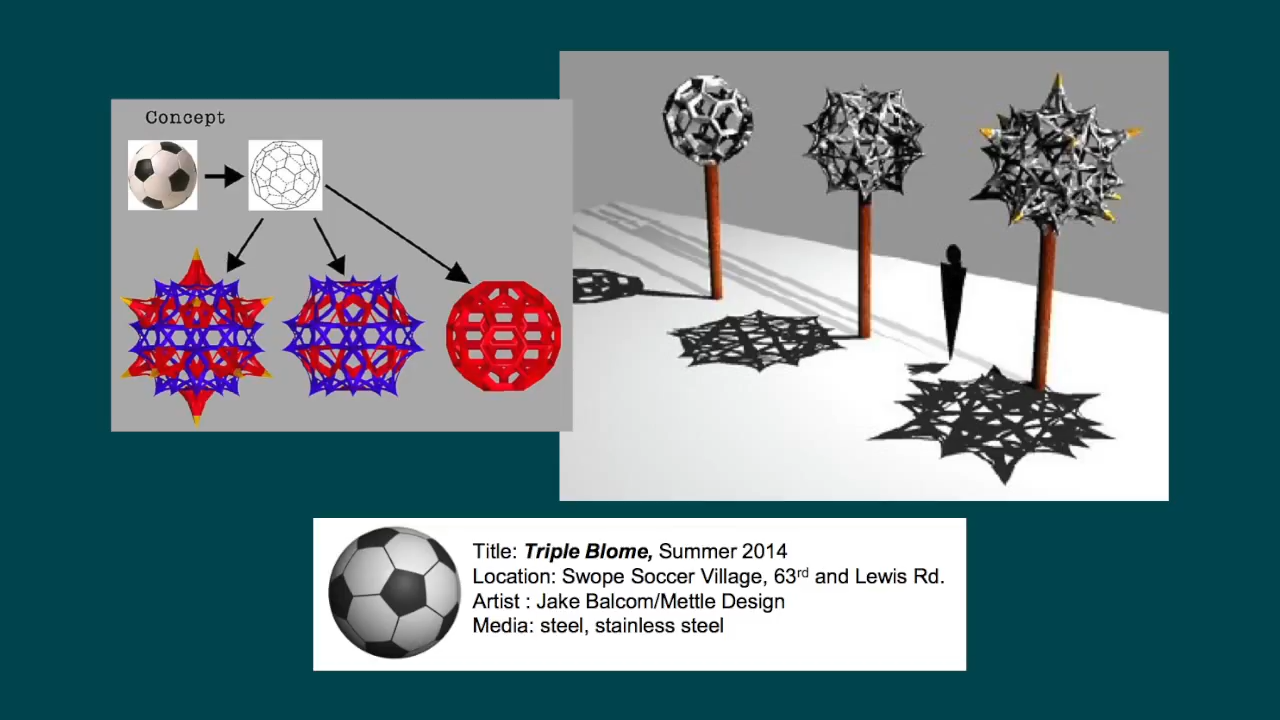 Concept
Title: Triple Blome, Summer 2014
Location: Swope Soccer Village, 63rd and Lewis Rd.
Artist : Jake Balcom/Mettle Design
Media: steel, stainless steel